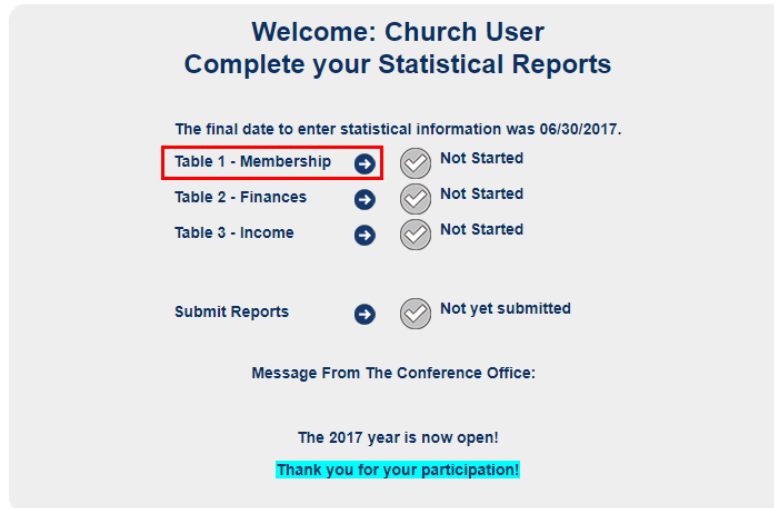 Welcome: Church User
Complete your Statistical Reports
The final date to enter statistical information was 06/30/2017.
Table 1 - Membership Not Started
Table 2 - Finances Not Started
Table 3 - Income Not Started
Submit Reports Not yet submitted
Message From The Conference Office:
The 2017 year is now open!
Thank you for your participation!